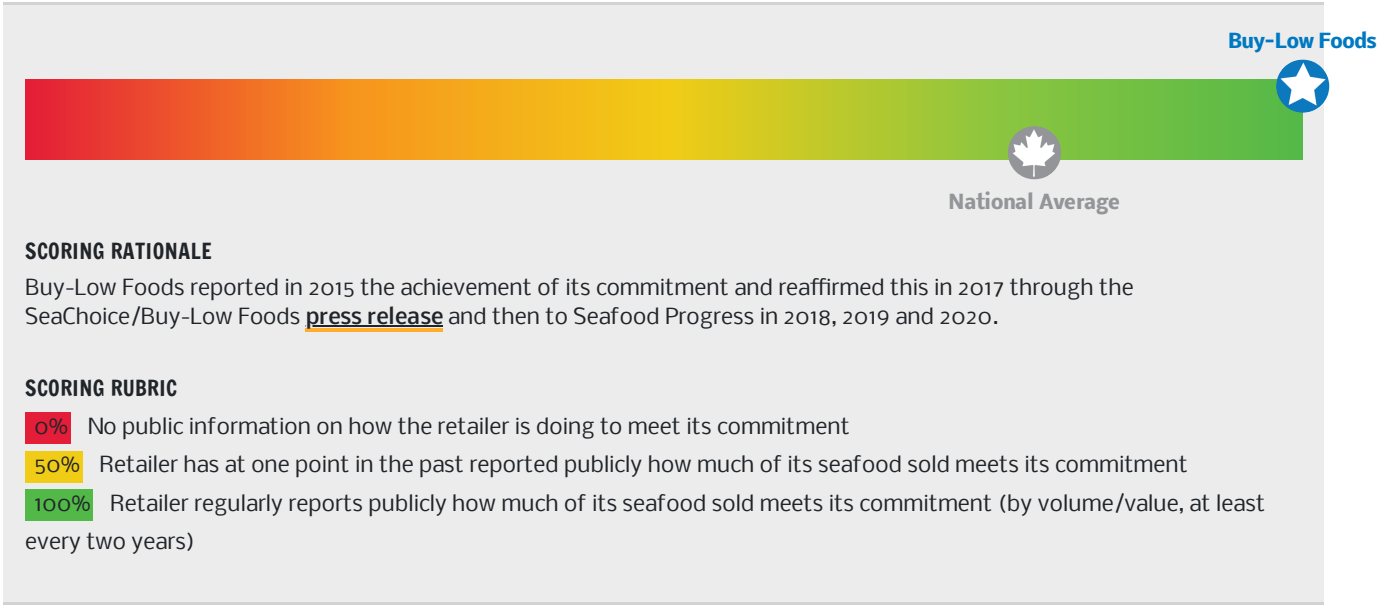 Buy-Low Foods
National Average
SCORING RATIONALE
Buy-Low Foods reported in 2015 the achievement of its commitment and reaffirmed this in 2017 through the
SeaChoice/Buy-Low Foods press release and then to Seafood Progress in 2018, 2019 and 2020.
SCORING RUBRIC
0% No public information on how the retailer is doing to meet its commitment
50% Retailer has at one point in the past reported publicly how much of its seafood sold meets its commitment
100% Retailer regularly reports publicly how much of its seafood sold meets its commitment (by volume/value, at least
every two years)